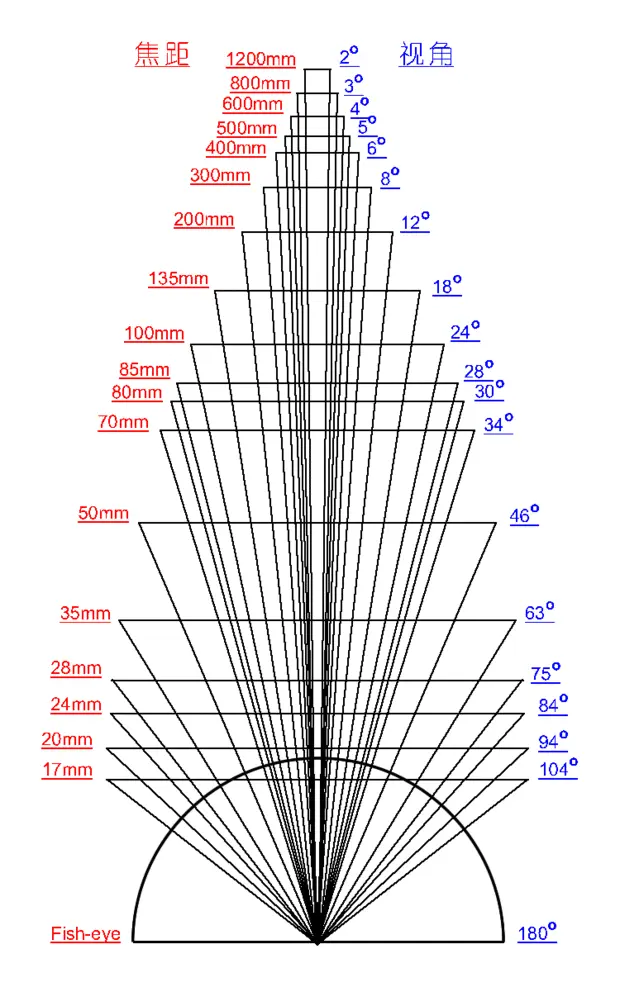 焦距 视角
1200mm 2°
800mm 3°
600mm 4°
500mm 5°
400mm 6°
300mm 8°
200mm 12°
135mm 18°
100mm 24°
85mm 28°
80mm 30°
70mm 34°
50mm 46°
35mm 63°
28mm 75°
24mm 84°
20mm 94°
17mm 104°
Fish-eye 180°